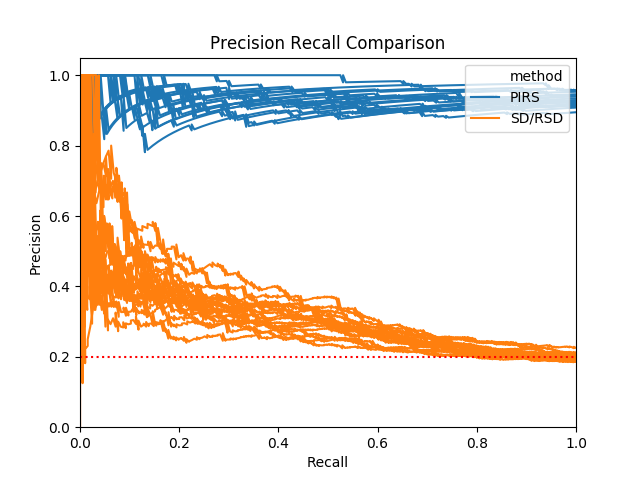 Precision Recall Comparison
method
PIRS
SD/RSD
Precision
1.0
0.8
0.6
0.4
0.2
0.0
0.0 0.2 0.4 0.6 0.8 1.0
Recall